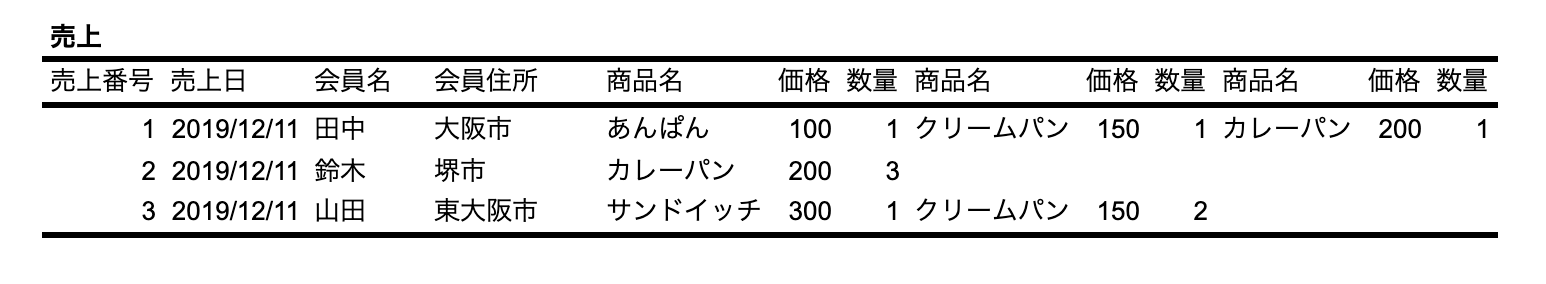 売上
売上番号 売上日 会員名 会員住所 商品名 価格 数量 商品名 価格 数量 商品名 価格 数量
1 2019/12/11 田中 大阪市 あんぱん 100 1 クリームパン 150 1 カレーパン 200 1
2 2019/12/11 鈴木 堺市 カレーパン 200 3
3 2019/12/11 山田 東大阪市 サンドイッチ 300 1 クリームパン 150 2